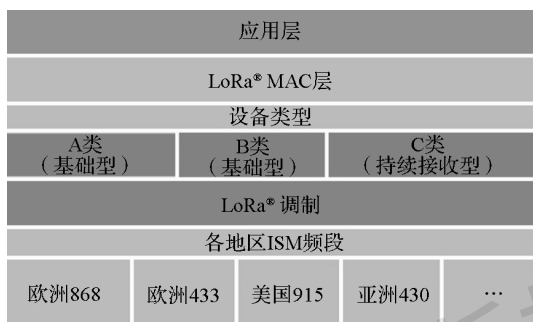 应用层
LoRa® MAC层
设备类型
A类 B类 C类
（基础型） （基础型） （持续接收型）
LoRa® 调制
各地区ISM频段
欧洲868 欧洲433 美国915 亚洲430 …